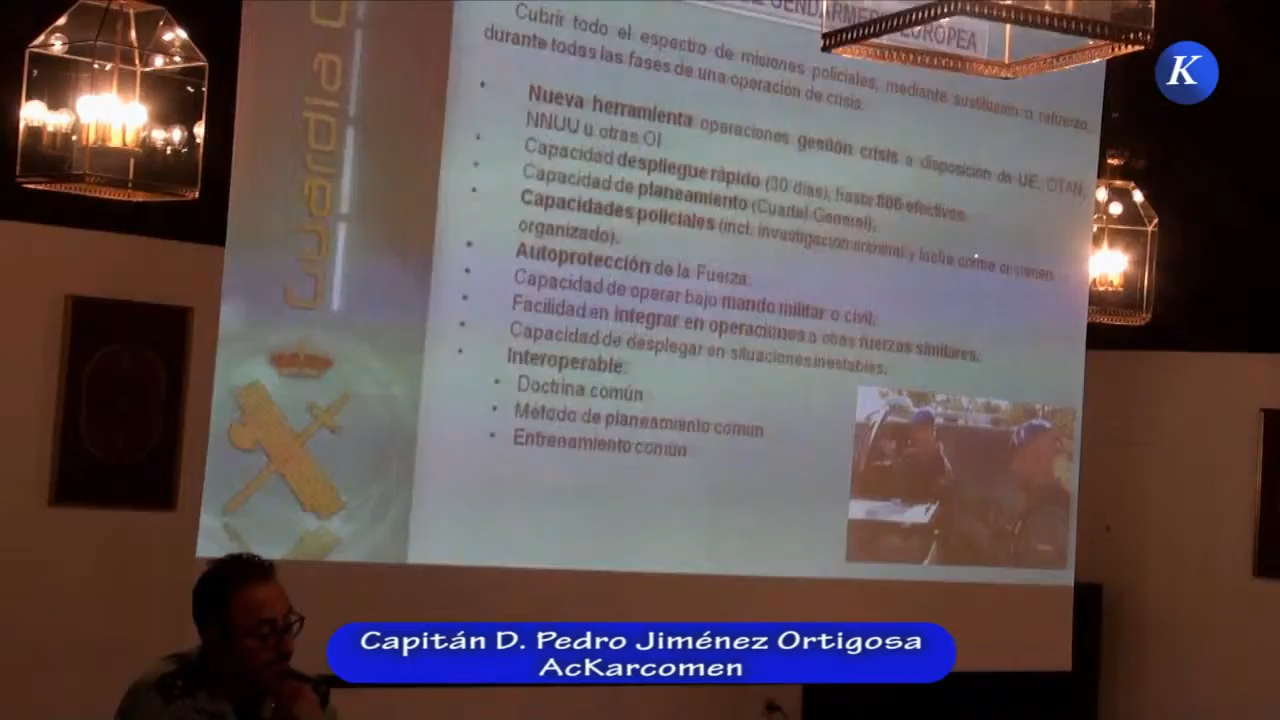 GENDARMER EUROPEA
K
Guardia C
Cubrir todo el espectro de misiones policiales, mediante sustitución o refuerzo,
durante todas las fases de una operación de crisis.
• Nueva herramienta operaciones gestión crisis a disposición de UE, OTAN,
NNUU u otras OI
• Capacidad despliegue rápido (30 días), hasta 800 efectivos.
• Capacidad de planeamiento (Cuartel General).
• Capacidades policiales (incl. investigación criminal y lucha contra crimen
organizado).
• Autoprotección de la Fuerza.
• Capacidad de operar bajo mando militar o civil.
• Facilidad en integrar en operaciones a otras fuerzas similares.
• Capacidad de desplegar en situaciones inestables.
• Interoperable:
• Doctrina común
• Método de planeamiento común
• Entrenamiento común
Capitán D. Pedro Jiménez Ortigosa
AcKarcomen